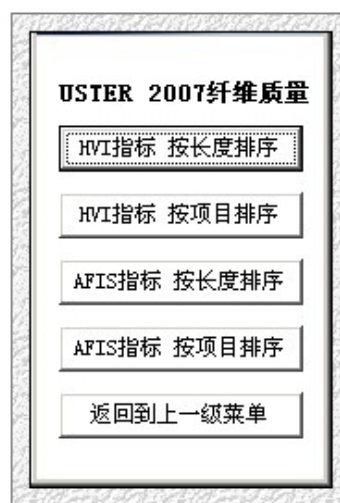 USTER 2007纤维质量
HVI指标 按长度排序
HVI指标 按项目排序
AFIS指标 按长度排序
AFIS指标 按项目排序
返回到上一级菜单